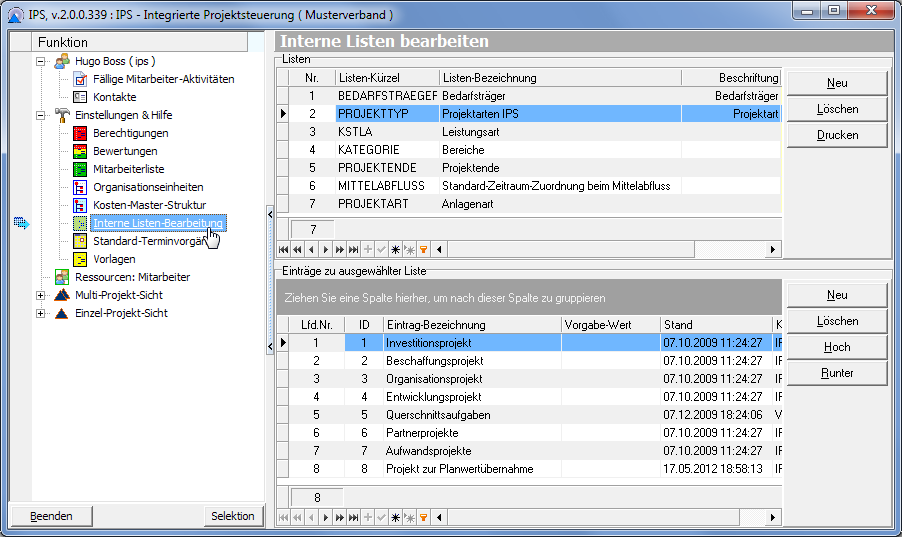 IPS, v.2.0.0.339 : IPS - Integrierte Projektsteuerung ( Musterverband )
Funktion
Hugo Boss ( ips )
Fällige Mitarbeiter-Aktivitäten
Kontakte
Einstellungen & Hilfe
Berechtigungen
Bewertungen
Mitarbeiterliste
Organisationseinheiten
Kosten-Master-Struktur
Interne Listen-Bearbeitung
Standard-Terminvorgä
Vorlagen
Ressourcen: Mitarbeiter
Multi-Projekt-Sicht
Einzel-Projekt-Sicht
Beenden Selektion
Interne Listen bearbeiten
Listen
Nr. Listen-Kürzel Listen-Bezeichnung Beschriftung
1 BEDARFSTRAEGER Bedarfsträger Bedarfsträger
2 PROJEKTTYP Projektarten IPS Projektart
3 KSTLA Leistungsart
4 KATEGORIE Bereiche
5 PROJEKTENDE Projektende
6 MITTELABFLUSS Standard-Zeitraum-Zuordnung beim Mittelabfluss
7 PROJEKTART Anlagenart
7
Neu
Löschen
Drucken
Einträge zu ausgewählter Liste
Ziehen Sie eine Spalte hierher, um nach dieser Spalte zu gruppieren
Lfd.Nr. ID Eintrag-Bezeichnung Vorgabe-Wert Stand K
1 1 Investitionsprojekt 07.10.2009 11:24:27 IF
2 2 Beschaffungsprojekt 07.10.2009 11:24:27 IF
3 3 Organisationsprojekt 07.10.2009 11:24:27 IF
4 4 Entwicklungsprojekt 07.10.2009 11:24:27 IF
5 5 Querschnittsaufgaben 07.12.2009 18:24:06 V
6 6 Partnerprojekte 07.10.2009 11:24:27 IF
7 7 Aufwandsprojekte 07.10.2009 11:24:27 IF
8 8 Projekt zur Planwertübernahme 17.05.2012 18:58:13 IF
8
Neu
Löschen
Hoch
Runter